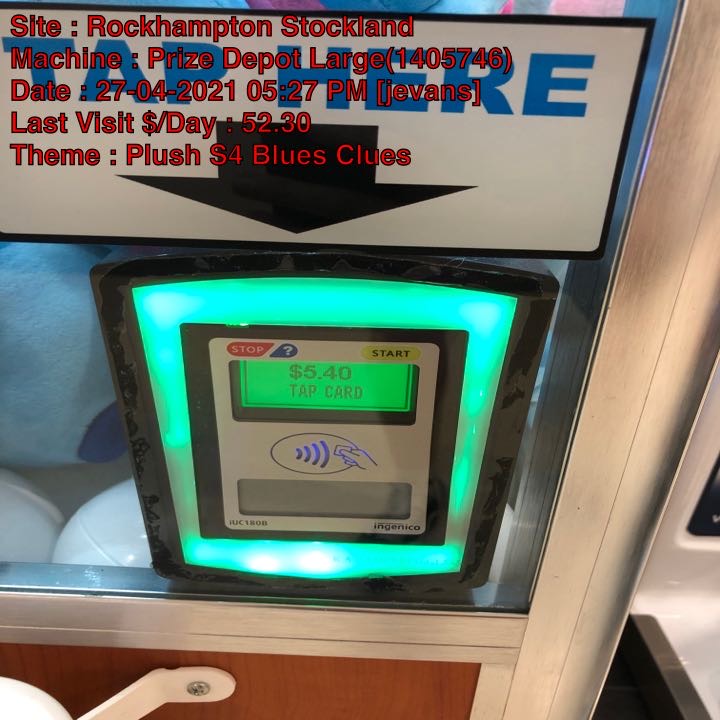 Site : Rockhampton Stockland
Machine : Prize Depot Large(1405746)
Date : 27-04-2021 05:27 PM [jevans]
Last Visit $/Day : 52.30
Theme : Plush S4 Blues Clues
TAP HERE
STOP ? START
$5.40
TAP CARD
iUC180B
ingenico